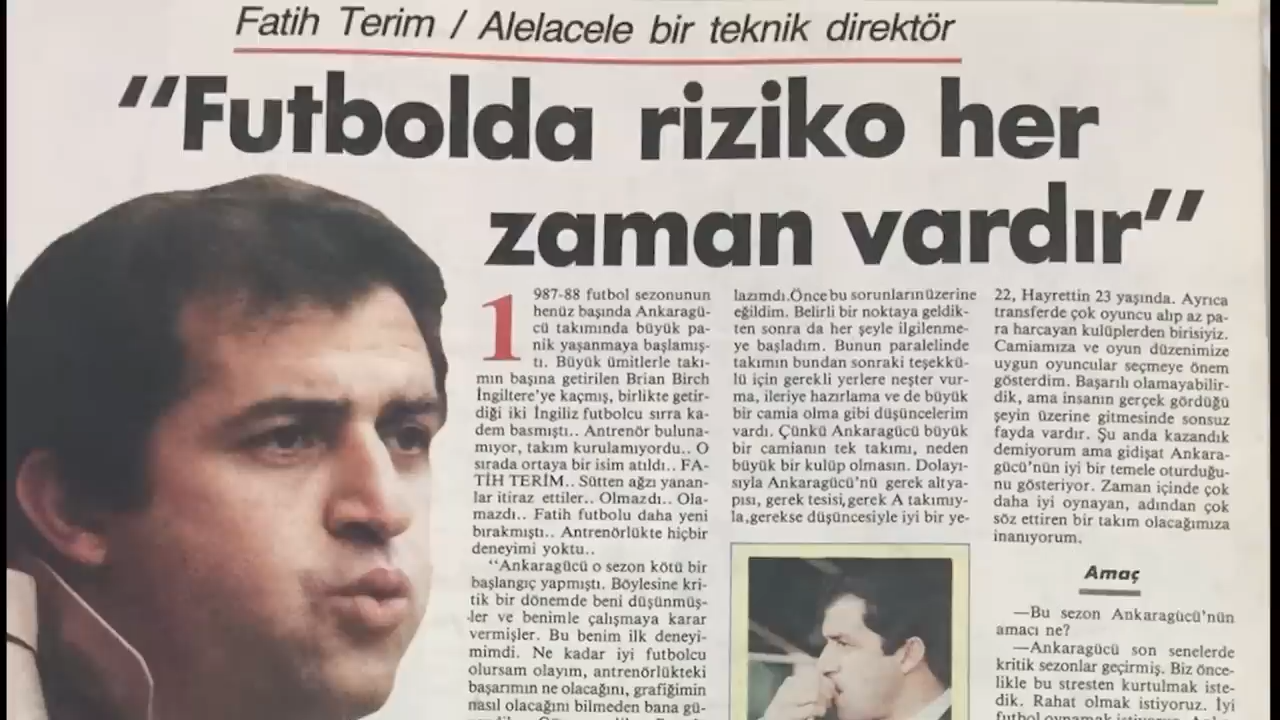 Fatih Terim / Alelacele bir teknik direktör
“Futbolda riziko her
zaman vardır”
1987-88 futbol sezonunun
henüz başında Ankaragü-
cü takımında büyük pa-
nik yaşanmaya başlamış-
tı. Büyük ümitlerle takı-
mın başına getirilen Brian Birch
İngiltere'ye kaçmış, birlikte getir-
diği iki İngiliz futbolcu sırra ka-
dem basmıştı.. Antrenör buluna-
mıyor, takım kurulamıyordu.. O
sırada ortaya bir isim atıldı.. FA-
TİH TERİM.. Sütten ağzı yanan-
lar itiraz ettiler.. Olmazdı.. Ola-
mazdı.. Fatih futbolu daha yeni
bırakmıştı.. Antrenörlükte hiçbir
deneyimi yoktu..
“Ankaragücü o sezon kötü bir
başlangıç yapmıştı. Böylesine kri-
tik bir dönemde beni düşünmüş-
ler ve benimle çalışmaya karar
vermişler. Bu benim ilk deneyi-
mimdi. Ne kadar iyi futbolcu
olursam olayım, antrenörlükteki
başarımın ne olacağını, grafiğimin
nasıl olacağını bilmeden bana gü-
lazımdı.Önce bu sorunların üzerine
eğildim. Belirli bir noktaya geldik-
ten sonra da her şeyle ilgilenme-
ye başladım. Bunun paralelinde
takımın bundan sonraki teşekkü-
lü için gerekli yerlere neşter vur-
ma, ileriye hazırlama ve de büyük
bir camia olma gibi düşüncelerim
vardı. Çünkü Ankaragücü büyük
bir camianın tek takımı, neden
büyük bir kulüp olmasın. Dolayı-
sıyla Ankaragücü'nü gerek altya-
pısı, gerek tesisi, gerek A takımıy-
la, gerekse düşüncesiyle iyi bir ye-
22, Hayrettin 23 yaşında. Ayrıca
transferde çok oyuncu alıp az pa-
ra harcayan kulüplerden birisiyiz.
Camiamıza ve oyun düzenimize
uygun oyuncular seçmeye önem
gösterdim. Başarılı olamayabilir-
dik, ama insanın gerçek gördüğü
şeyin üzerine gitmesinde sonsuz
fayda vardır. Şu anda kazandık
demiyorum ama gidişat Ankara-
gücü'nün iyi bir temele oturduğu-
nu gösteriyor. Zaman içinde çok
daha iyi oynayan, adından çok
söz ettiren bir takım olacağımıza
inanıyorum.
Amaç
—Bu sezon Ankaragücü'nün
amacı ne?
—Ankaragücü son senelerde
kritik sezonlar geçirmiş. Biz önce-
likle bu stresten kurtulmak iste-
dik. Rahat olmak istiyoruz. İyi